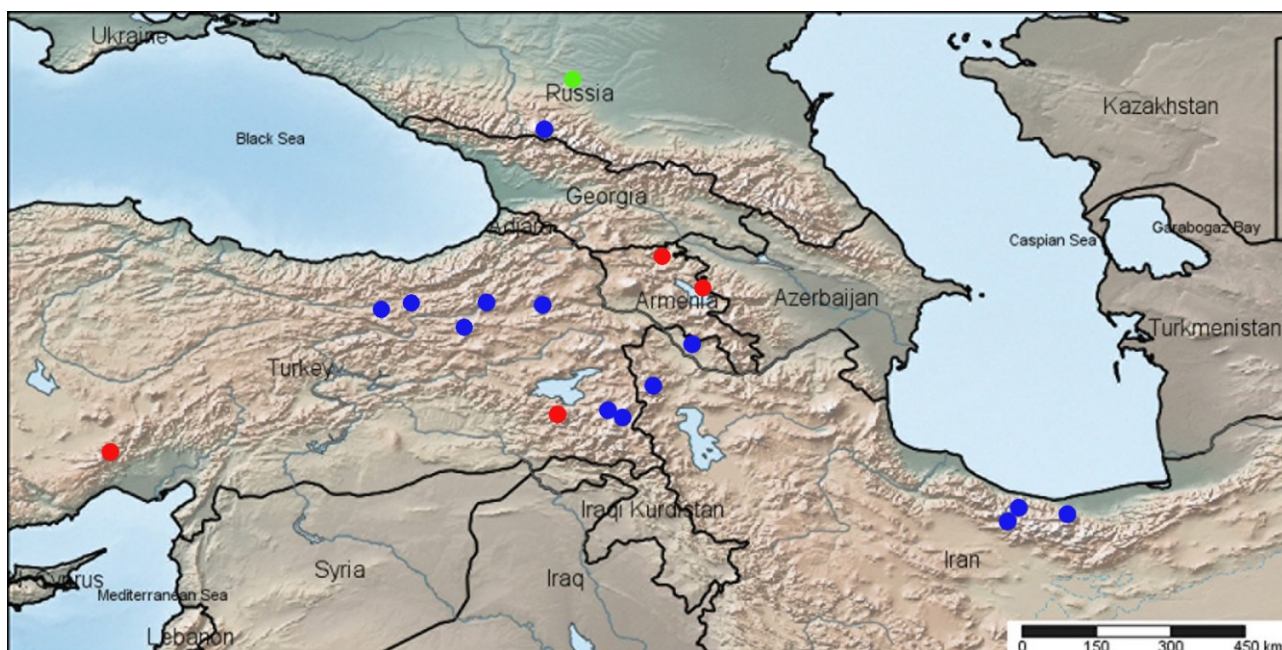 Ukraine
Russia
Kazakhstan
Black Sea
Georgia
Adjara
Caspian Sea
Garabogaz Bay
Armenia
Azerbaijan
Turkmenistan
Turkey
Iraqi Kurdistan
Iran
Syria
Iraq
N. Cyprus
Mediterranean Sea
Lebanon
0 150 300 450 km